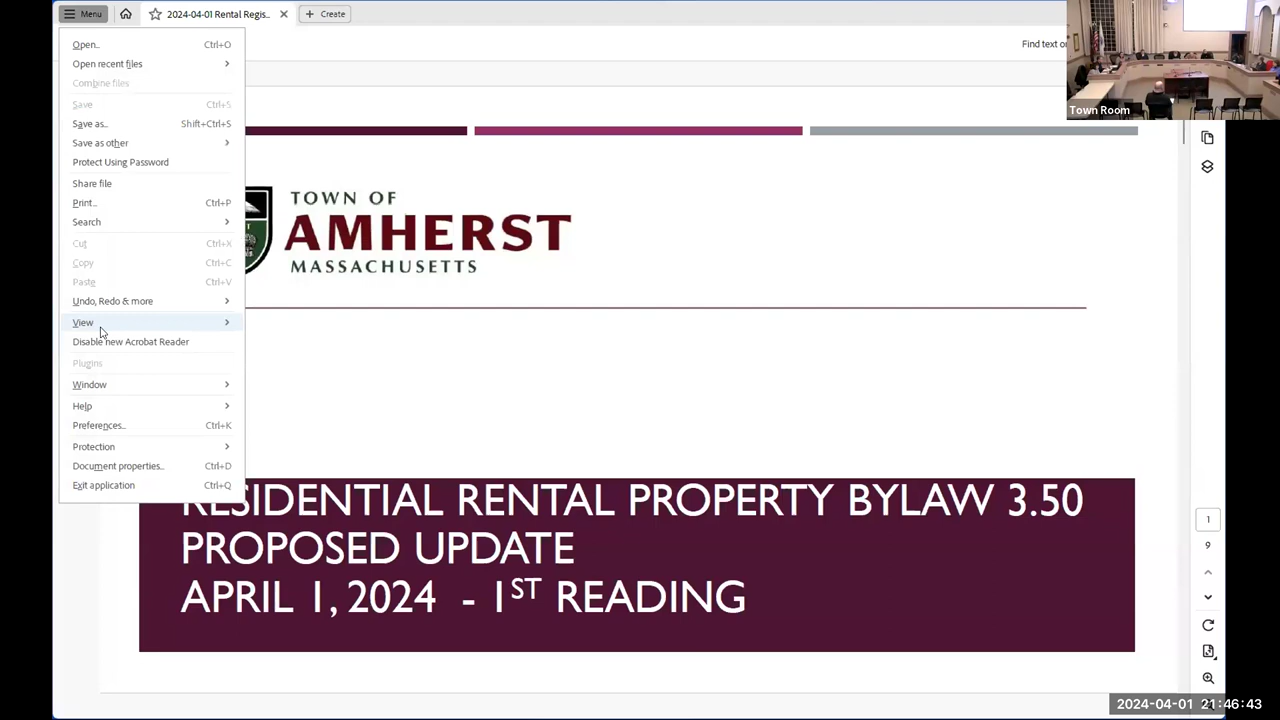 Menu
2024-04-01 Rental Regis...
Create
Open... Ctrl+O
Open recent files
Combine files
Save Ctrl+S
Save as... Shift+Ctrl+S
Save as other
Protect Using Password
Share file
Print... Ctrl+P
Search
Cut Ctrl+X
Copy Ctrl+C
Paste Ctrl+V
Undo, Redo & more
View
Disable new Acrobat Reader
Plugins
Window
Help
Preferences... Ctrl+K
Protection
Document properties... Ctrl+D
Exit application Ctrl+Q
Find text or
Town Room
TOWN OF
AMHERST
MASSACHUSETTS
RESIDENTIAL RENTAL PROPERTY BYLAW 3.50
PROPOSED UPDATE
APRIL 1, 2024 - 1ST READING
1
9
2024-04-01 21:46:43